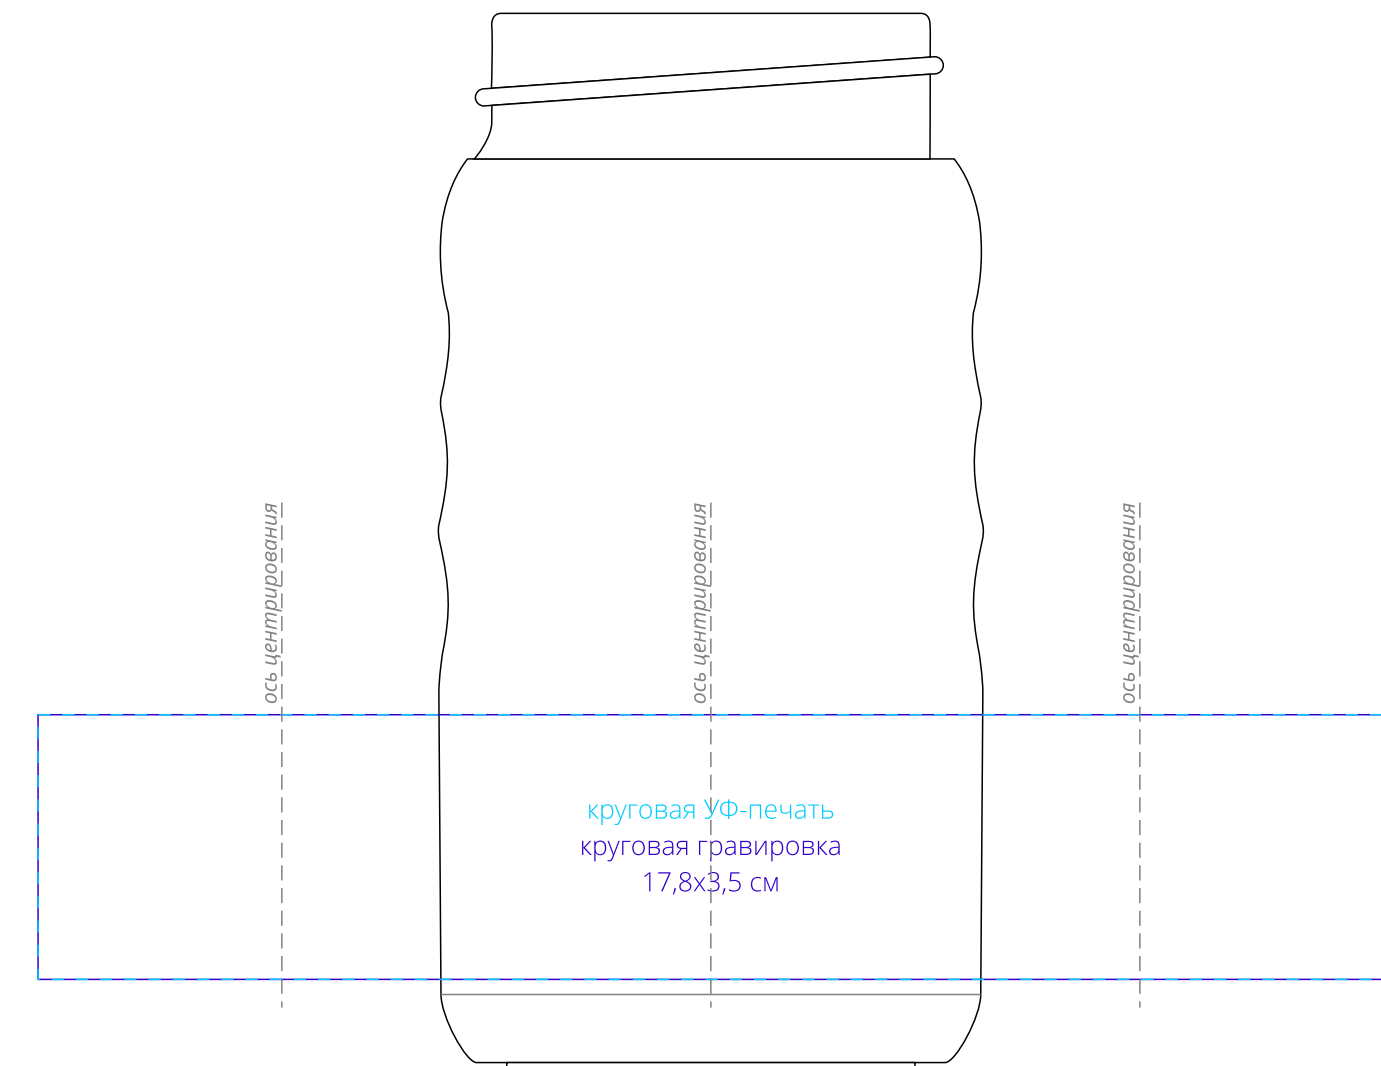 ось центрирования
ось центрирования
ось центрирования
круговая УФ-печать
круговая гравировка
17,8х3,5 см